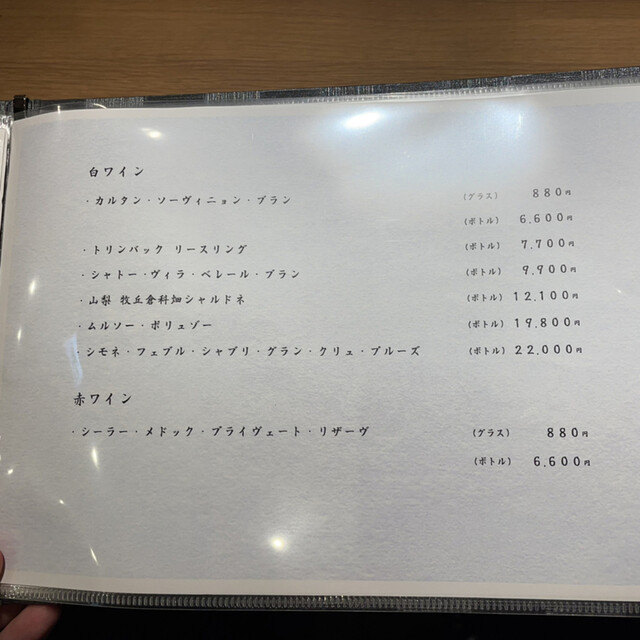 白ワイン
・カルタン・ソーヴィニョン・ブラン (グラス) 880円
(ボトル) 6,600円
・トリンバック リースリング (ボトル) 7,700円
・シャトー・ヴィラ・ベレール・ブラン (ボトル) 9,900円
・山梨 牧丘倉科畑シャルドネ (ボトル) 12,100円
・ムルソー・ポリュゾー (ボトル) 19,800円
・シモネ・フェブル・シャブリ・グラン・クリュ・プルーズ (ボトル) 22,000円
赤ワイン
・シーラー・メドック・プライヴェート・リザーヴ (グラス) 880円
(ボトル) 6,600円